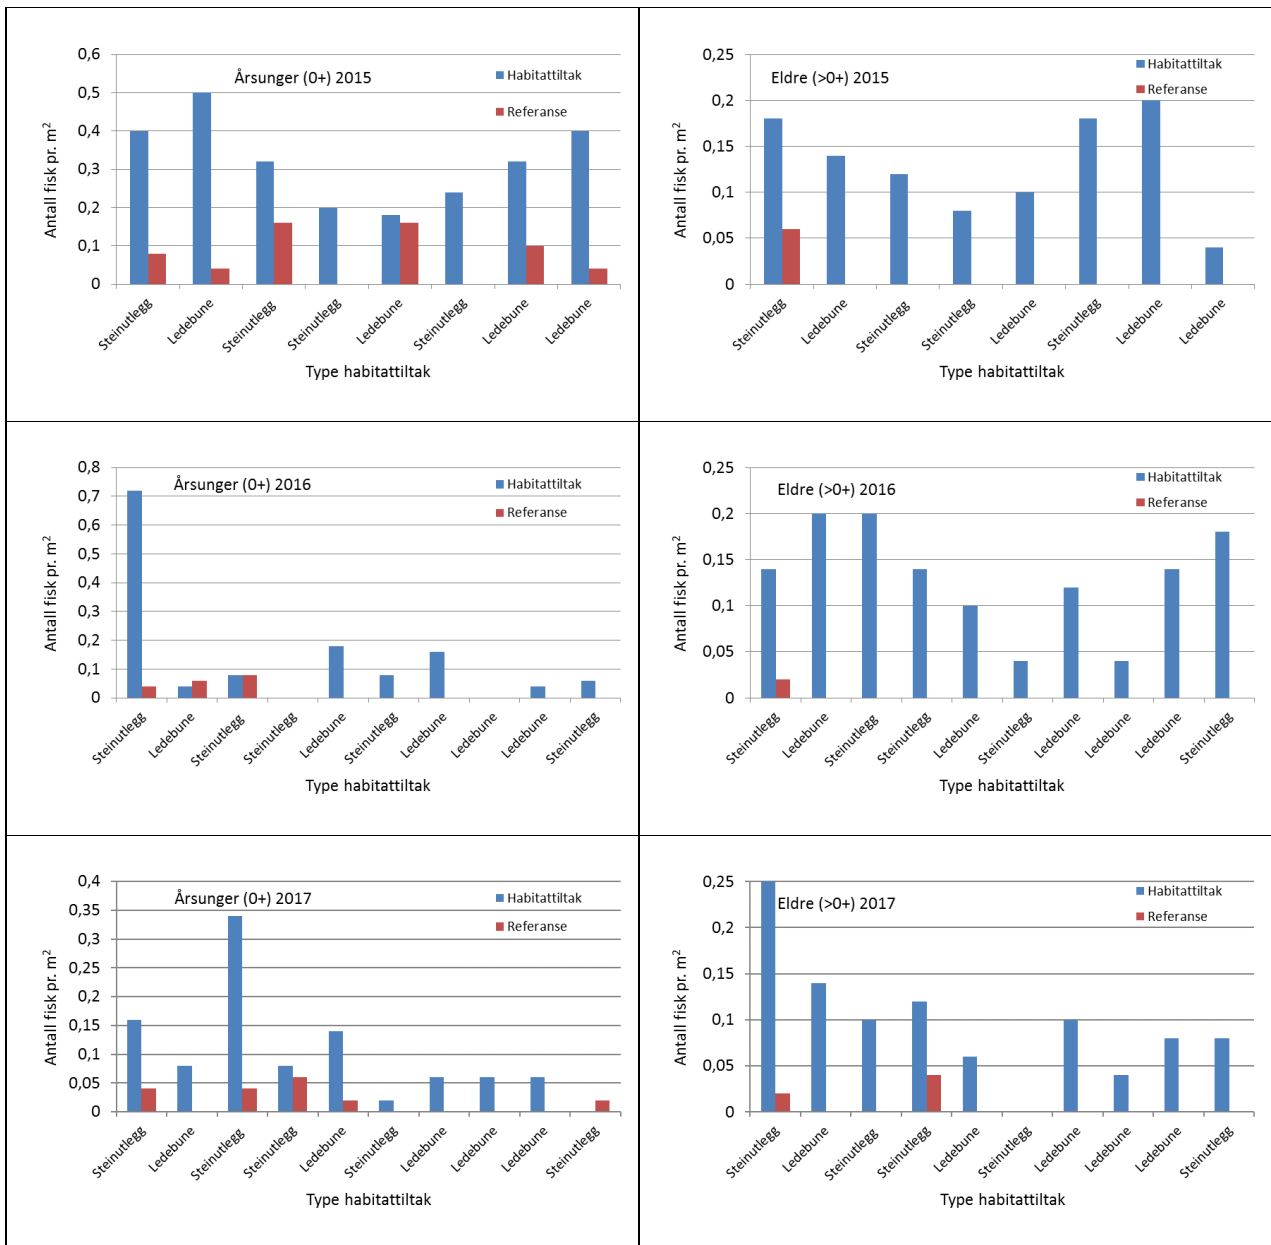 Årsunger (0+) 2015
Habitattiltak
Referanse
Antall fisk pr. m²
0,6
0,5
0,4
0,3
0,2
0,1
0
Steinutlegg
Ledebune
Steinutlegg
Steinutlegg
Ledebune
Steinutlegg
Ledebune
Ledebune
Type habitattiltak
Eldre (>0+) 2015
Habitattiltak
Referanse
Antall fisk pr. m²
0,25
0,2
0,15
0,1
0,05
0
Steinutlegg
Ledebune
Steinutlegg
Steinutlegg
Ledebune
Steinutlegg
Ledebune
Ledebune
Type habitattiltak
Årsunger (0+) 2016
Habitattiltak
Referanse
Antall fisk pr. m²
0,8
0,7
0,6
0,5
0,4
0,3
0,2
0,1
0
Steinutlegg
Ledebune
Steinutlegg
Steinutlegg
Ledebune
Steinutlegg
Ledebune
Ledebune
Ledebune
Steinutlegg
Type habitattiltak
Eldre (>0+) 2016
Habitattiltak
Referanse
Antall fisk pr. m²
0,25
0,2
0,15
0,1
0,05
0
Steinutlegg
Ledebune
Steinutlegg
Steinutlegg
Ledebune
Steinutlegg
Ledebune
Ledebune
Ledebune
Steinutlegg
Type habitattiltak
Årsunger (0+) 2017
Habitattiltak
Referanse
Antall fisk pr. m²
0,4
0,35
0,3
0,25
0,2
0,15
0,1
0,05
0
Steinutlegg
Ledebune
Steinutlegg
Steinutlegg
Ledebune
Steinutlegg
Ledebune
Ledebune
Ledebune
Steinutlegg
Type habitattiltak
Eldre (>0+) 2017
Habitattiltak
Referanse
Antall fisk pr. m²
0,25
0,2
0,15
0,1
0,05
0
Steinutlegg
Ledebune
Steinutlegg
Steinutlegg
Ledebune
Steinutlegg
Ledebune
Ledebune
Ledebune
Steinutlegg
Type habitattiltak